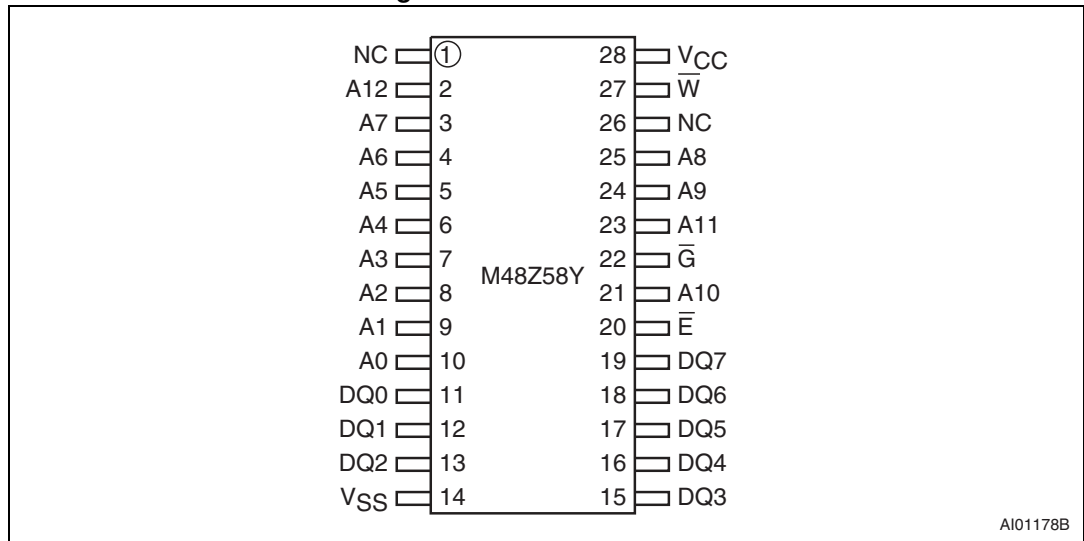 NC 1 28 VCC
A12 2 27 W̅
A7 3 26 NC
A6 4 25 A8
A5 5 24 A9
A4 6 23 A11
A3 7 22 G̅
M48Z58Y
A2 8 21 A10
A1 9 20 E̅
A0 10 19 DQ7
DQ0 11 18 DQ6
DQ1 12 17 DQ5
DQ2 13 16 DQ4
VSS 14 15 DQ3
AI01178B